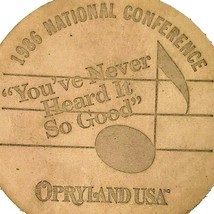 1986 NATIONAL CONFERENCE
"You've Never
Heard It
So Good"
OPRYLAND USA